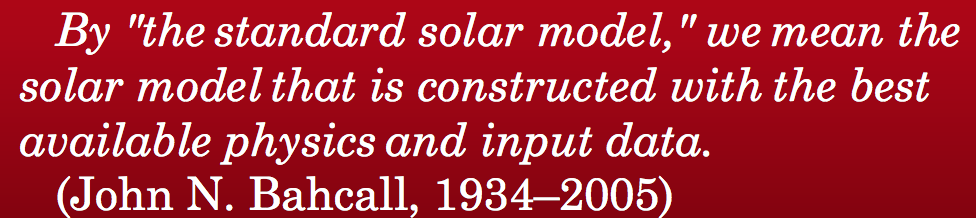 By "the standard solar model," we mean the
solar model that is constructed with the best
available physics and input data.
(John N. Bahcall, 1934–2005)